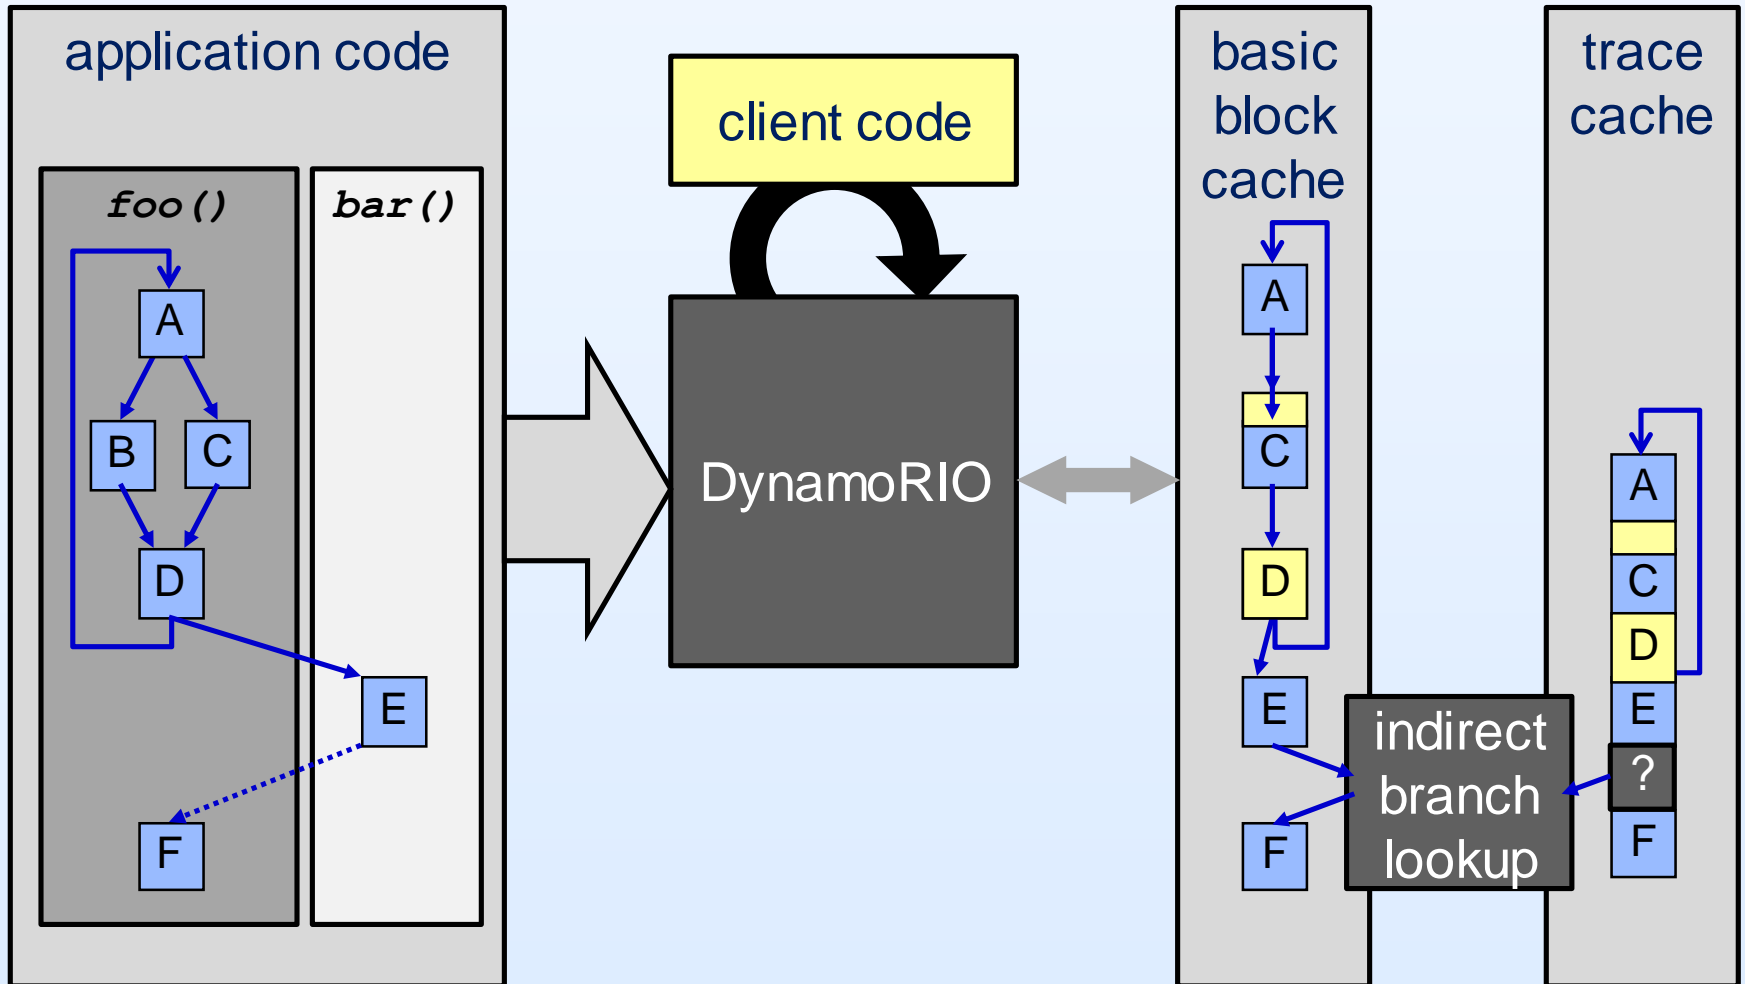 application code
foo()
bar()
A
B
C
D
E
F
client code
DynamoRIO
basic
block
cache
A
C
D
E
F
indirect
branch
lookup
trace
cache
A
C
D
E
?
F